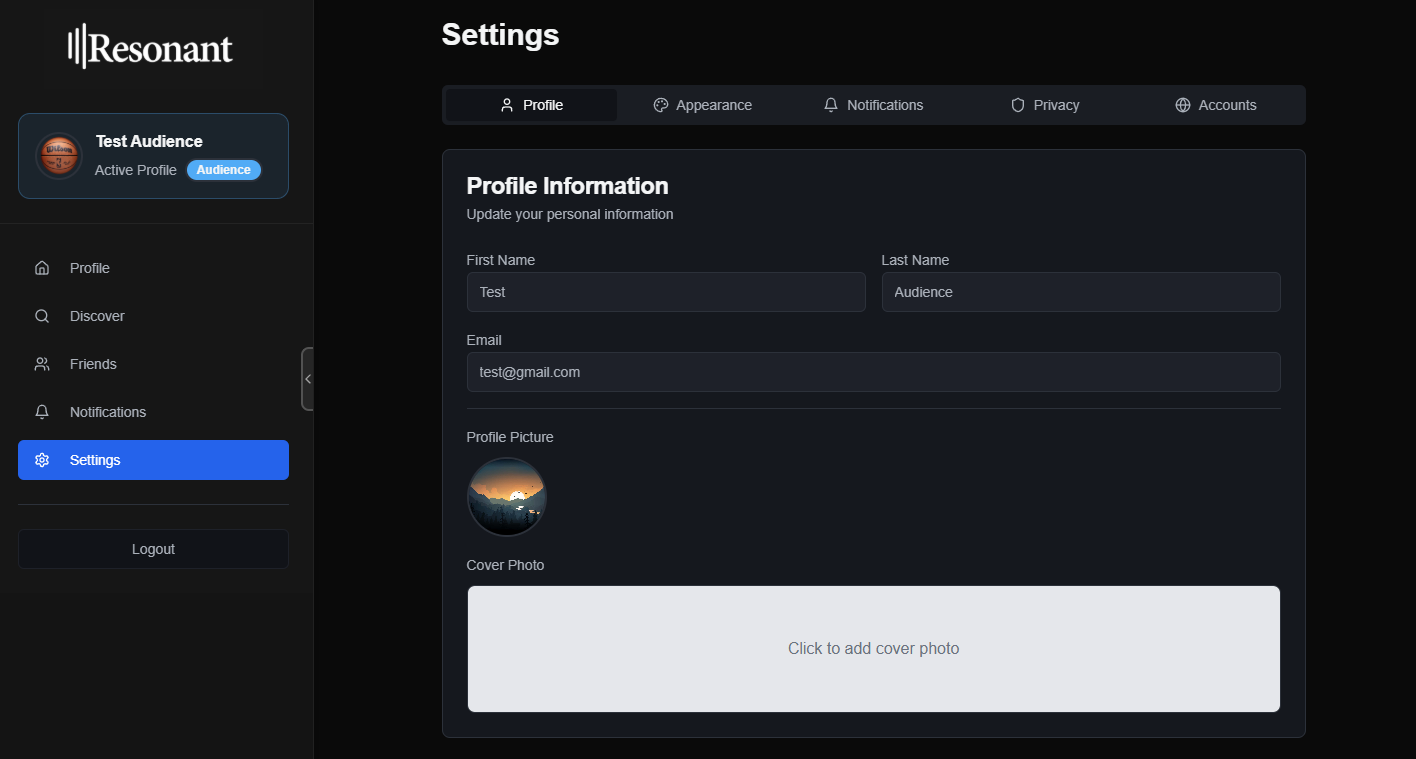 Resonant
Test Audience
Active Profile Audience
Profile
Discover
Friends
Notifications
Settings
Logout
Settings
Profile Appearance Notifications Privacy Accounts
Profile Information
Update your personal information
First Name Last Name
Test Audience
Email
test@gmail.com
Profile Picture
Cover Photo
Click to add cover photo